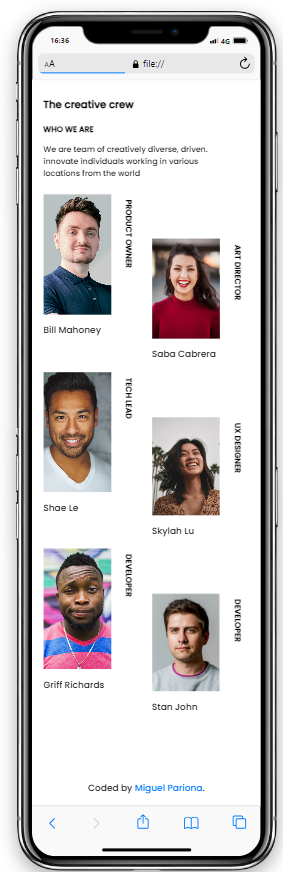 16:36
4G
AA
file://
The creative crew
WHO WE ARE
We are team of creatively diverse, driven.
innovate individuals working in various
locations from the world
PRODUCT OWNER
Bill Mahoney
ART DIRECTOR
Saba Cabrera
TECH LEAD
Shae Le
UX DESIGNER
Skylah Lu
DEVELOPER
Griff Richards
DEVELOPER
Stan John
Coded by Miguel Pariona.